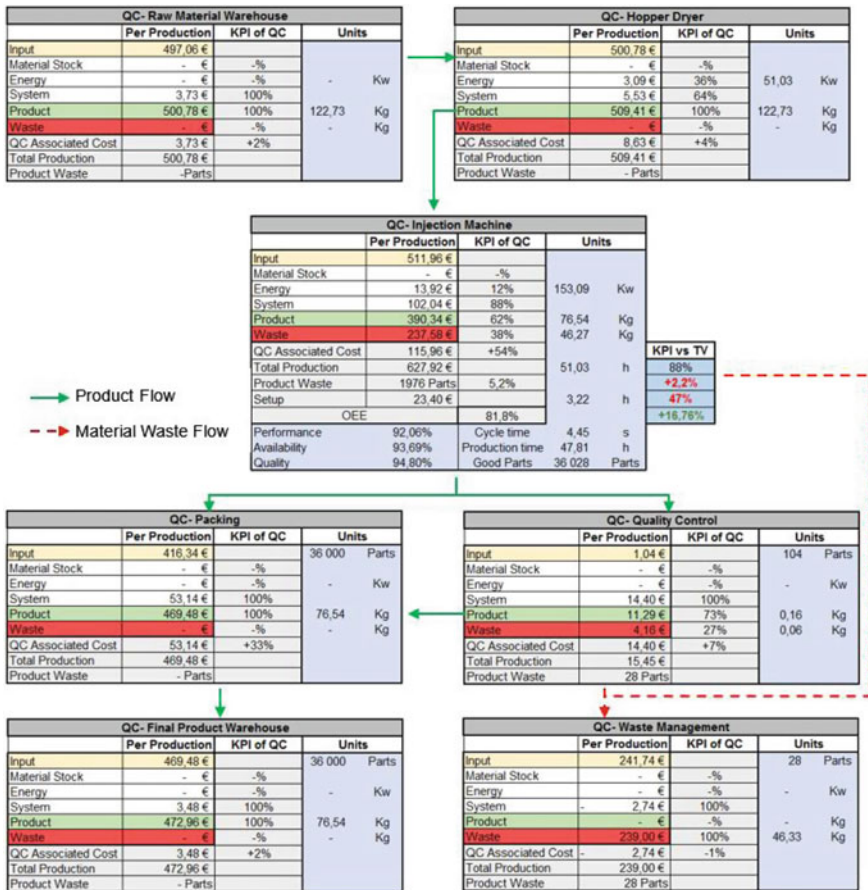 QC- Raw Material Warehouse
Per Production KPI of QC Units
Input 497,06 €
Material Stock - € -%
Energy - € -% - Kw
System 3,73 € 100%
Product 500,78 € 100% 122,73 Kg
Waste - € -% - Kg
QC Associated Cost 3,73 € +2%
Total Production 500,78 €
Product Waste -Parts
QC- Hopper Dryer
Per Production KPI of QC Units
Input 500,78 €
Material Stock - € -%
Energy 3,09 € 36% 51,03 Kw
System 5,53 € 64%
Product 509,41 € 100% 122,73 Kg
Waste - € -% - Kg
QC Associated Cost 8,63 € +4%
Total Production 509,41 €
Product Waste - Parts
QC- Injection Machine
Per Production KPI of QC Units
Input 511,96 €
Material Stock - € -%
Energy 13,92 € 12% 153,09 Kw
System 102,04 € 88%
Product 390,34 € 62% 76,54 Kg
Waste 237,58 € 38% 46,27 Kg
QC Associated Cost 115,96 € +54%
Total Production 627,92 € 51,03 h
Product Waste 1976 Parts 5,2%
Setup 23,40 € 3,22 h
OEE 81,8%
Performance 92,06% Cycle time 4,45 s
Availability 93,69% Production time 47,81 h
Quality 94,80% Good Parts 36 028 Parts
KPI vs TV
88%
+2,2%
47%
+16,76%
Product Flow
Material Waste Flow
QC- Packing
Per Production KPI of QC Units
Input 416,34 € 36 000 Parts
Material Stock - € -%
Energy - € -% - Kw
System 53,14 € 100%
Product 469,48 € 100% 76,54 Kg
Waste - € -% - Kg
QC Associated Cost 53,14 € +33%
Total Production 469,48 €
Product Waste - Parts
QC- Quality Control
Per Production KPI of QC Units
Input 1,04 € 104 Parts
Material Stock - € -%
Energy - € -% - Kw
System 14,40 € 100%
Product 11,29 € 73% 0,16 Kg
Waste 4,16 € 27% 0,06 Kg
QC Associated Cost 14,40 € +7%
Total Production 15,45 €
Product Waste 28 Parts
QC- Final Product Warehouse
Per Production KPI of QC Units
Input 469,48 € 36 000 Parts
Material Stock - € -%
Energy - € -% - Kw
System 3,48 € 100%
Product 472,96 € 100% 76,54 Kg
Waste - € -% - Kg
QC Associated Cost 3,48 € +2%
Total Production 472,96 €
Product Waste - Parts
QC- Waste Management
Per Production KPI of QC Units
Input 241,74 € 28 Parts
Material Stock - € -%
Energy - € -% - Kw
System - 2,74 € 100%
Product - € -% - Kg
Waste 239,00 € 100% 46,33 Kg
QC Associated Cost - 2,74 € -1%
Total Production 239,00 €
Product Waste 28 Parts